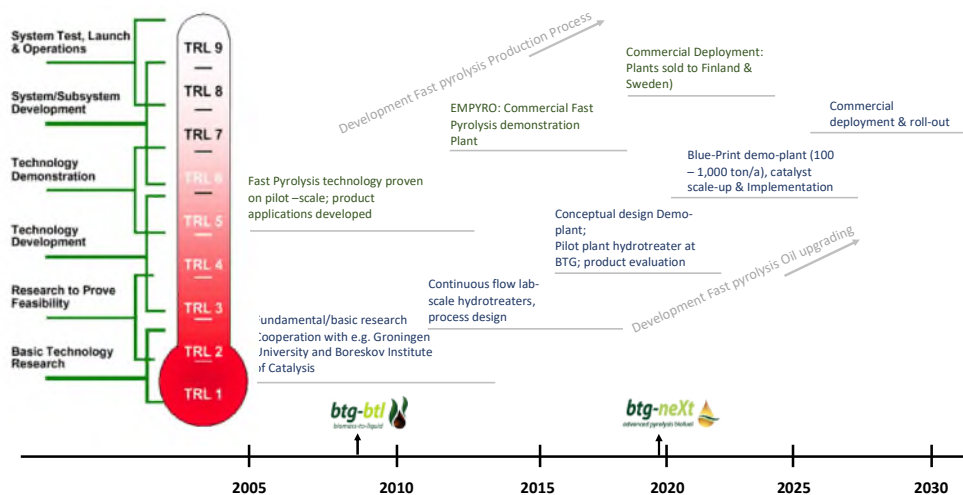 System Test, Launch
& Operations
System/Subsystem
Development
Technology
Demonstration
Technology
Development
Research to Prove
Feasibility
Basic Technology
Research
TRL 9
TRL 8
TRL 7
TRL 6
TRL 5
TRL 4
TRL 3
TRL 2
TRL 1
Development Fast pyrolysis Production Process
Commercial Deployment:
Plants sold to Finland &
Sweden)
EMPYRO: Commercial Fast
Pyrolysis demonstration
Plant
Fast Pyrolysis technology proven
on pilot –scale; product
applications developed
Commercial
deployment & roll-out
Blue-Print demo-plant (100
– 1,000 ton/a), catalyst
scale-up & Implementation
Conceptual design Demo-
plant;
Pilot plant hydrotreater at
BTG; product evaluation
Continuous flow lab-
scale hydrotreaters,
process design
Fundamental/basic research
Cooperation with e.g. Groningen
University and Boreskov Institute
of Catalysis
Development Fast pyrolysis Oil upgrading
btg-btl
biomass-to-liquid
btg-neXt
advanced pyrolysis biofuel
2005
2010
2015
2020
2025
2030